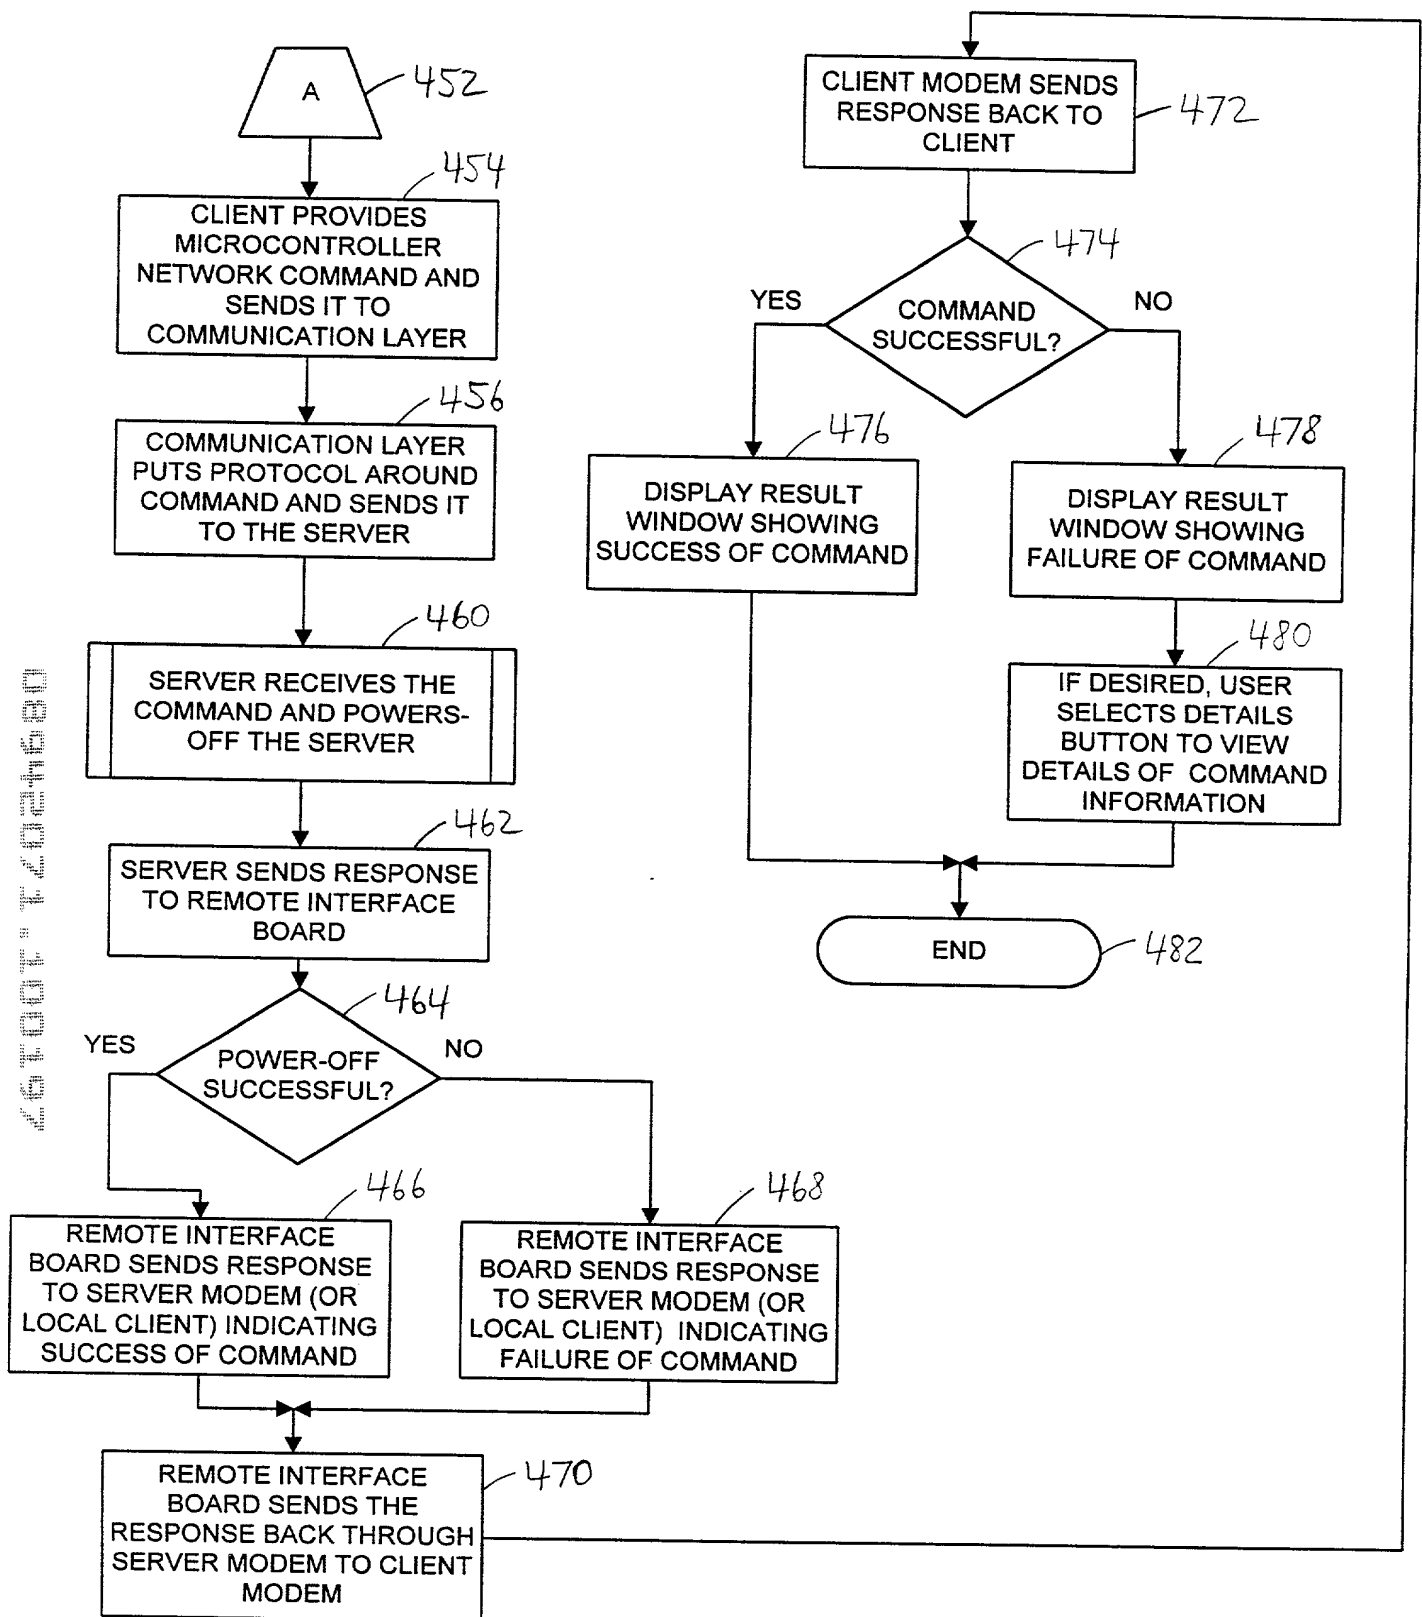 A
452
454
CLIENT PROVIDES
MICROCONTROLLER
NETWORK COMMAND AND
SENDS IT TO
COMMUNICATION LAYER
456
COMMUNICATION LAYER
PUTS PROTOCOL AROUND
COMMAND AND SENDS IT
TO THE SERVER
460
SERVER RECEIVES THE
COMMAND AND POWERS-
OFF THE SERVER
462
SERVER SENDS RESPONSE
TO REMOTE INTERFACE
BOARD
464
YES
NO
POWER-OFF
SUCCESSFUL?
466
REMOTE INTERFACE
BOARD SENDS RESPONSE
TO SERVER MODEM (OR
LOCAL CLIENT) INDICATING
SUCCESS OF COMMAND
468
REMOTE INTERFACE
BOARD SENDS RESPONSE
TO SERVER MODEM (OR
LOCAL CLIENT) INDICATING
FAILURE OF COMMAND
470
REMOTE INTERFACE
BOARD SENDS THE
RESPONSE BACK THROUGH
SERVER MODEM TO CLIENT
MODEM
CLIENT MODEM SENDS
RESPONSE BACK TO
CLIENT
472
474
YES
NO
COMMAND
SUCCESSFUL?
476
DISPLAY RESULT
WINDOW SHOWING
SUCCESS OF COMMAND
478
DISPLAY RESULT
WINDOW SHOWING
FAILURE OF COMMAND
480
IF DESIRED, USER
SELECTS DETAILS
BUTTON TO VIEW
DETAILS OF COMMAND
INFORMATION
END
482